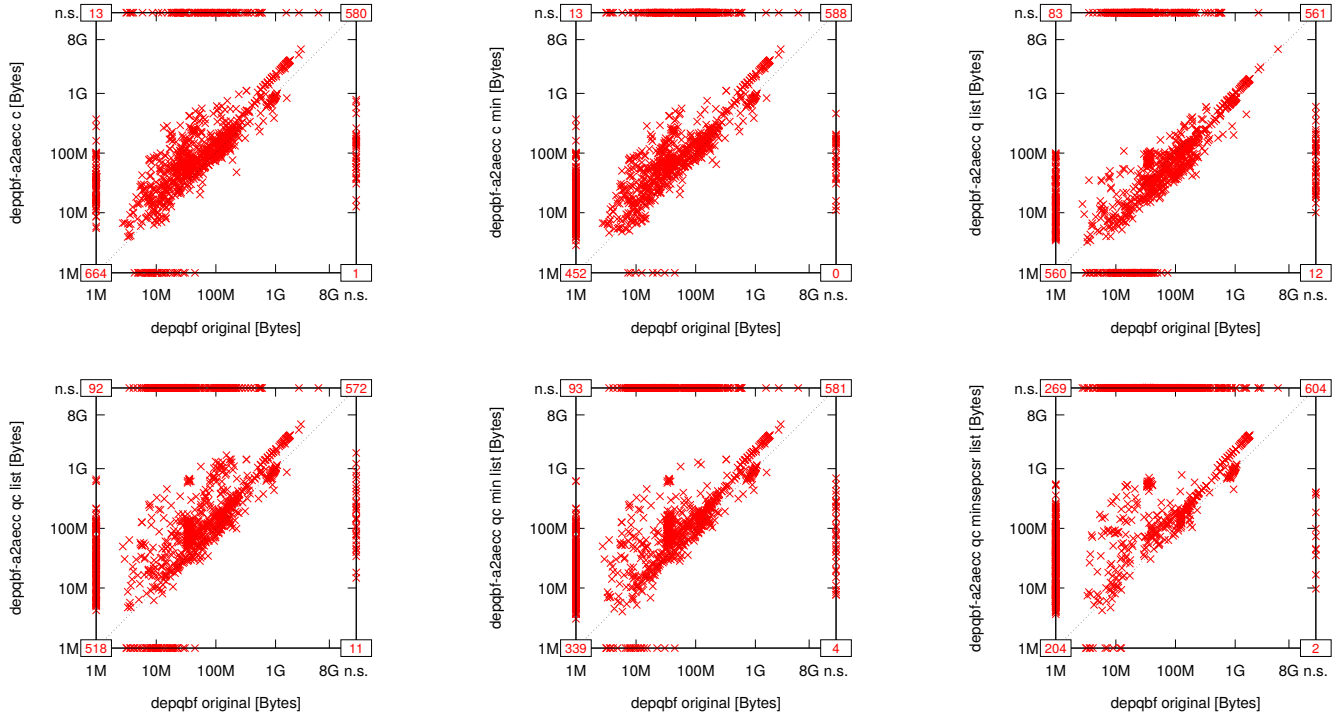 n.s. 13 580
8G
1G
100M
10M
1M 664 1
1M 10M 100M 1G 8G n.s.
depqbf-a2aecc c [Bytes]
depqbf original [Bytes]
n.s. 13 588
8G
1G
100M
10M
1M 452 0
1M 10M 100M 1G 8G n.s.
depqbf-a2aecc c min [Bytes]
depqbf original [Bytes]
n.s. 83 561
8G
1G
100M
10M
1M 560 12
1M 10M 100M 1G 8G n.s.
depqbf-a2aecc q list [Bytes]
depqbf original [Bytes]
n.s. 92 572
8G
1G
100M
10M
1M 518 11
1M 10M 100M 1G 8G n.s.
depqbf-a2aecc qc list [Bytes]
depqbf original [Bytes]
n.s. 93 581
8G
1G
100M
10M
1M 339 4
1M 10M 100M 1G 8G n.s.
depqbf-a2aecc qc min list [Bytes]
depqbf original [Bytes]
n.s. 269 604
8G
1G
100M
10M
1M 204 2
1M 10M 100M 1G 8G n.s.
depqbf-a2aecc qc minsepcsr list [Bytes]
depqbf original [Bytes]